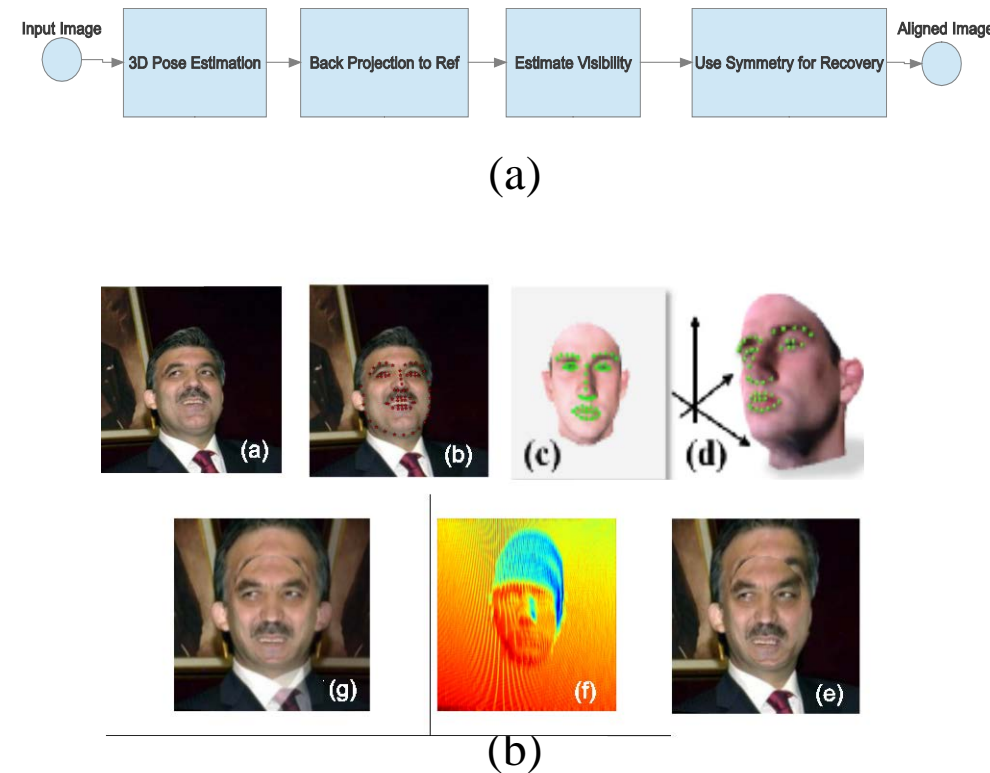 Input Image
Aligned Image
3D Pose Estimation
Back Projection to Ref
Estimate Visibility
Use Symmetry for Recovery
(a)
(a)
(b)
(c)
(d)
(g)
(f)
(e)
(b)